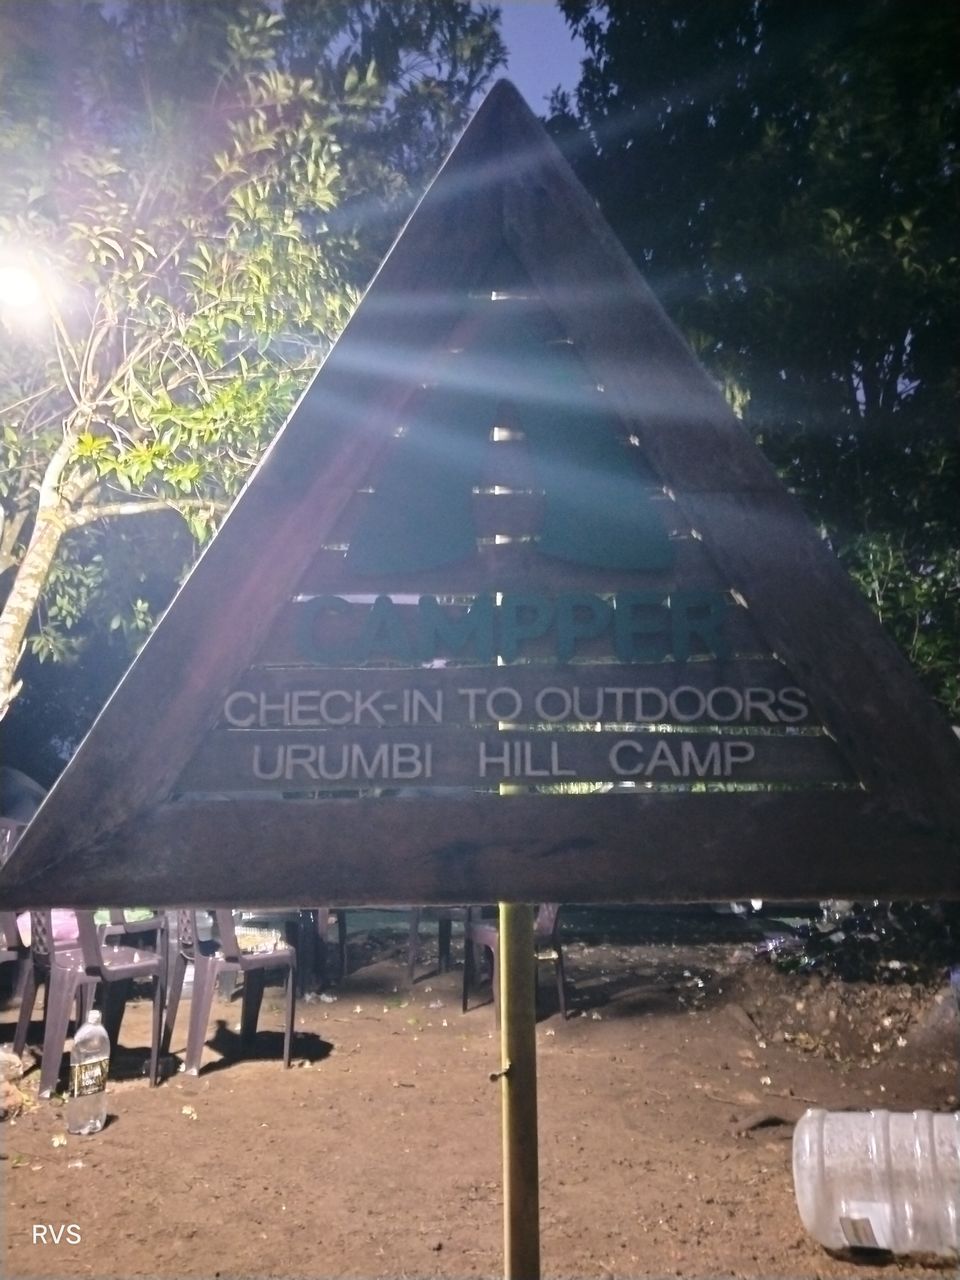 CAMPPER
CHECK-IN TO OUTDOORS
URUMBI HILL CAMP
RVS